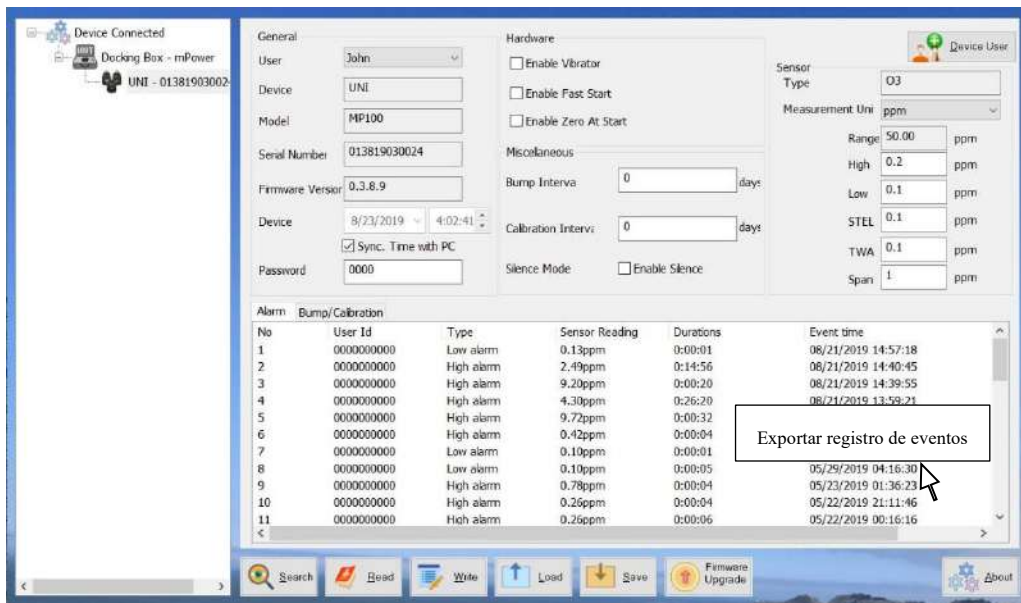 Device Connected
Docking Box - mPower
UNI - 01381903002
General
User John
Device UNI
Model MP100
Serial Number 013819030024
Firmware Versior 0.3.8.9
Device 8/23/2019 4:02:41
Sync. Time with PC
Password 0000
Hardware
Enable Vibrator
Enable Fast Start
Enable Zero At Start
Miscellaneous
Bump Interva 0 days
Calibration Interva 0 days
Silence Mode Enable Silence
Device User
Sensor
Type O3
Measurement Uni ppm
Range 50.00 ppm
High 0.2 ppm
Low 0.1 ppm
STEL 0.1 ppm
TWA 0.1 ppm
Span 1 ppm
Alarm Bump/Calibration
No User Id Type Sensor Reading Durations Event time
1 0000000000 Low alarm 0.13ppm 0:00:01 08/21/2019 14:57:18
2 0000000000 High alarm 2.49ppm 0:14:56 08/21/2019 14:40:45
3 0000000000 High alarm 9.20ppm 0:00:20 08/21/2019 14:39:55
4 0000000000 High alarm 4.30ppm 0:26:20 08/21/2019 13:59:21
5 0000000000 High alarm 9.72ppm 0:00:32
6 0000000000 High alarm 0.42ppm 0:00:04
7 0000000000 Low alarm 0.10ppm 0:00:01
8 0000000000 Low alarm 0.10ppm 0:00:05 05/29/2019 04:16:30
9 0000000000 High alarm 0.78ppm 0:00:04 05/23/2019 01:36:23
10 0000000000 High alarm 0.26ppm 0:00:04 05/22/2019 21:11:46
11 0000000000 High alarm 0.26ppm 0:00:06 05/22/2019 00:16:16
Exportar registro de eventos
Search Read Write Load Save Firmware Upgrade About